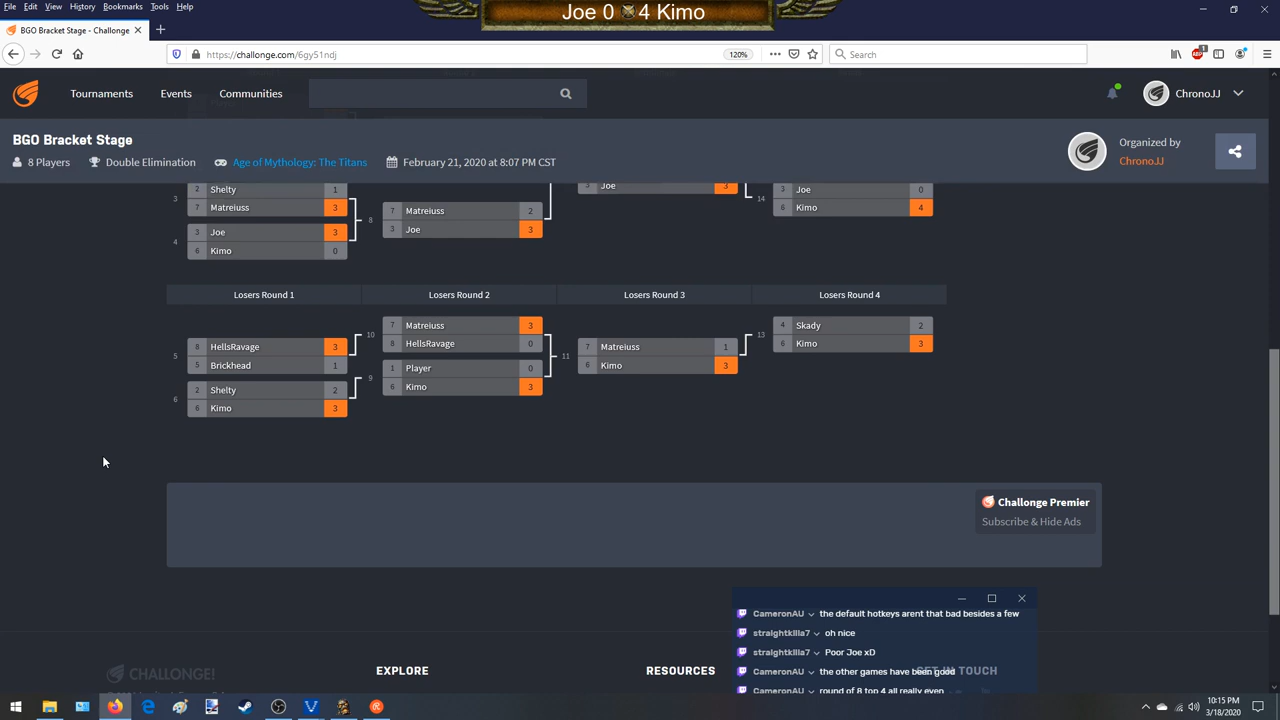 File Edit View History Bookmarks Tools Help
Joe 0 4 Kimo
BGO Bracket Stage - Challonge
https://challonge.com/6gy51ndj 120% Search
Tournaments Events Communities ChronoJJ
BGO Bracket Stage
8 Players Double Elimination Age of Mythology: The Titans February 21, 2020 at 8:07 PM CST
Organized by
ChronoJJ
3
2 Shelty 1
7 Matreiuss 3
4
3 Joe 3
6 Kimo 0
8
7 Matreiuss 2
3 Joe 3
3 Joe 3
14
3 Joe 0
6 Kimo 4
Losers Round 1 Losers Round 2 Losers Round 3 Losers Round 4
5
8 HellsRavage 3
5 Brickhead 1
6
2 Shelty 2
6 Kimo 3
10
7 Matreiuss 3
8 HellsRavage 0
9
1 Player 0
6 Kimo 3
11
7 Matreiuss 1
6 Kimo 3
13
4 Skady 2
6 Kimo 3
Challonge Premier
Subscribe & Hide Ads
CameronAU the default hotkeys arent that bad besides a few
straightkilla7 oh nice
straightkilla7 Poor Joe xD
CameronAU the other games have been good
CameronAU round of 8 top 4 all really even
CHALLONGE! EXPLORE RESOURCES GET IN TOUCH
10:15 PM
3/18/2020